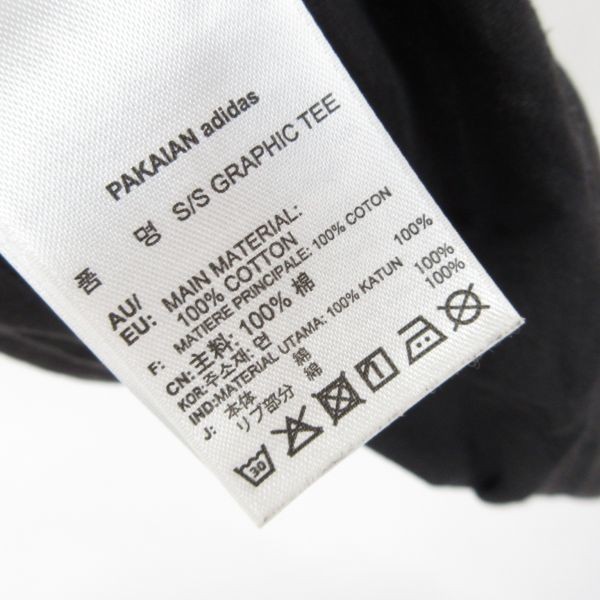 PAKAIAN adidas
품 명 S/S GRAPHIC TEE
AU/ MAIN MATERIAL:
EU: 100% COTTON
F: MATIERE PRINCIPALE: 100% COTON
CN: 主料: 100% 棉
KOR: 주소재: 면 100%
IND-MATERIAL UTAMA: 100% KATUN
J: 本体 綿 100%
リブ部分 綿 100%
30